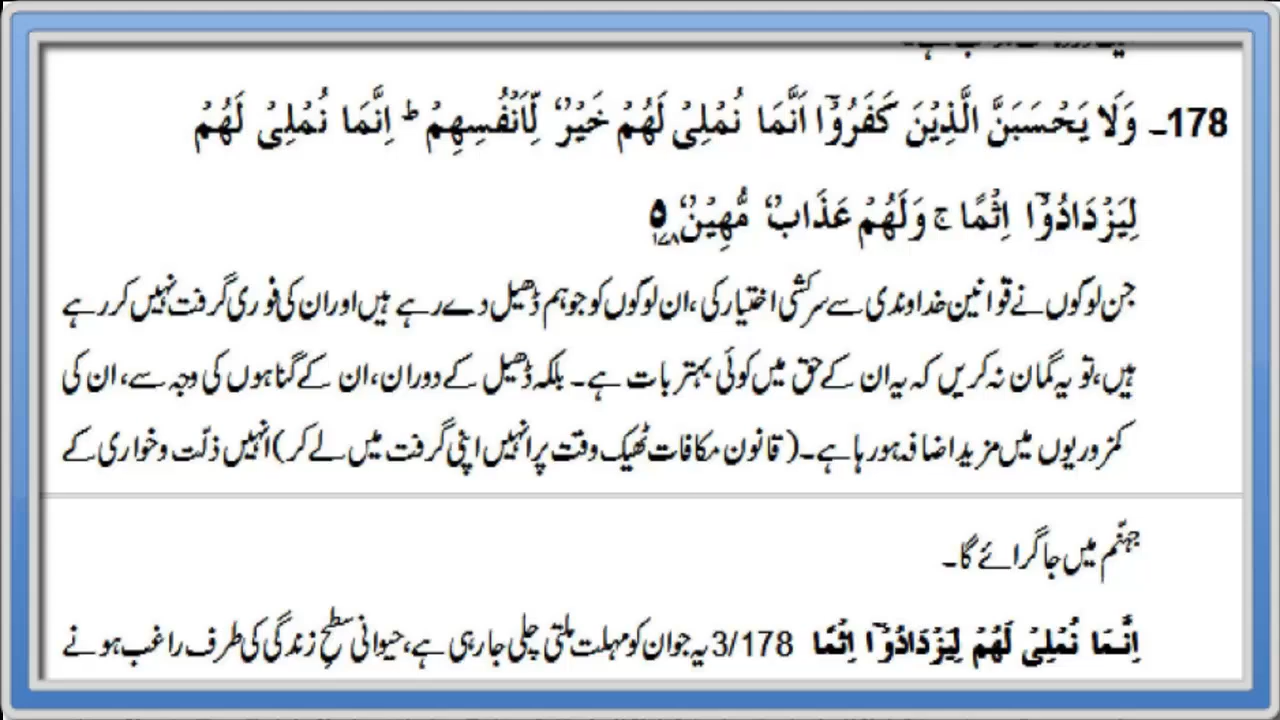 178۔ وَلَا يَحْسَبَنَّ الَّذِيْنَ كَفَرُوْٓا اَنَّمَا نُمْلِيْ لَهُمْ خَيْرٌ لِّاَنْفُسِهِمْ ؕ اِنَّمَا نُمْلِيْ لَهُمْ
لِيَزْدَادُوْٓا اِثْمًا ۚ وَلَهُمْ عَذَابٌ مُّهِيْنٌ ۝۱۷۸
جن لوگوں نے قوانین خداوندی سے سرکشی اختیار کی، ان لوگوں کو جو ہم ڈھیل دے رہے ہیں اور ان کی فوری گرفت نہیں کر رہے
ہیں، تو یہ گمان نہ کریں کہ یہ ان کے حق میں کوئی بہتر بات ہے۔ بلکہ ڈھیل کے دوران، ان کے گناہوں کی وجہ سے، ان کی
کمزوریوں میں مزید اضافہ ہو رہا ہے۔ (قانون مکافات ٹھیک وقت پر انہیں اپنی گرفت میں لے کر) انہیں ذلّت و خواری کے
جہنّم میں جا گرائے گا۔
اِنَّمَا نُمْلِيْ لَهُمْ لِيَزْدَادُوْٓا اِثْمًا 3/178 یہ جو ان کو مہلت ملتی چلی جا رہی ہے، حیوانی سطحِ زندگی کی طرف راغب ہونے